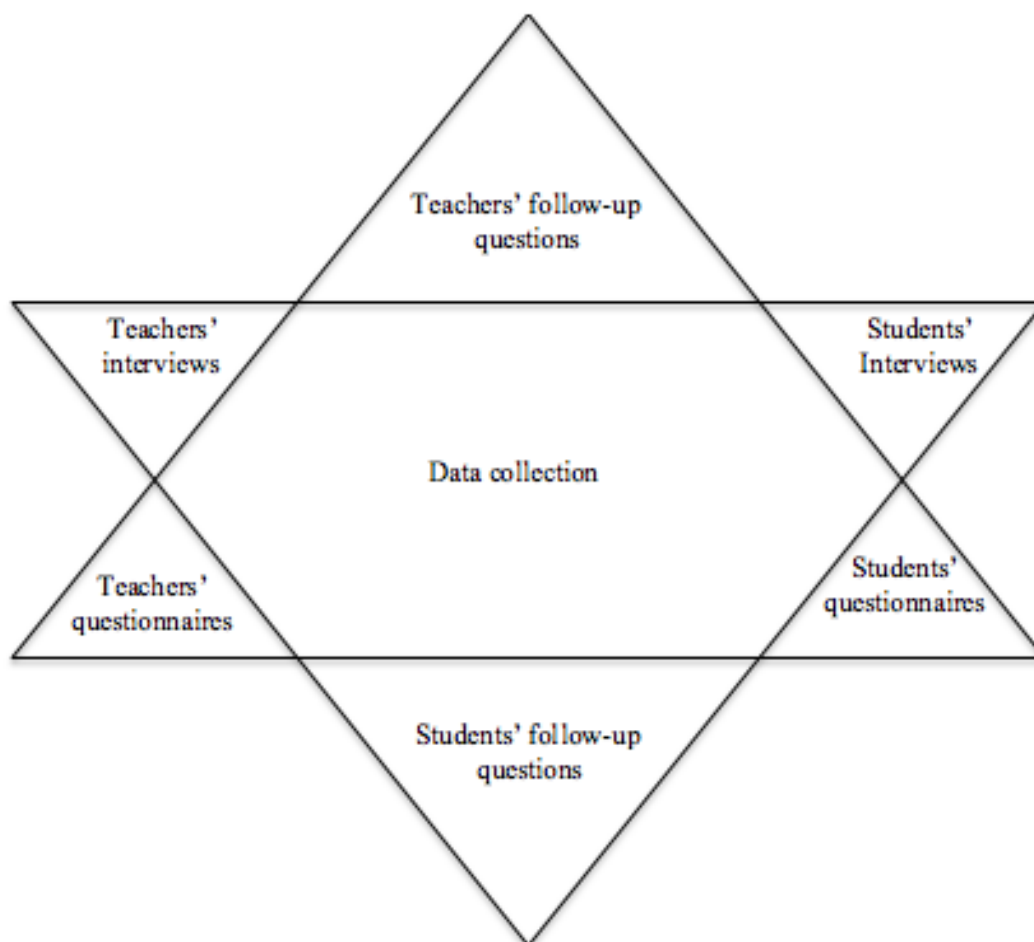 Teachers’ follow-up
questions
Teachers’
interviews
Students’
Interviews
Data collection
Teachers’
questionnaires
Students’
questionnaires
Students’ follow-up
questions